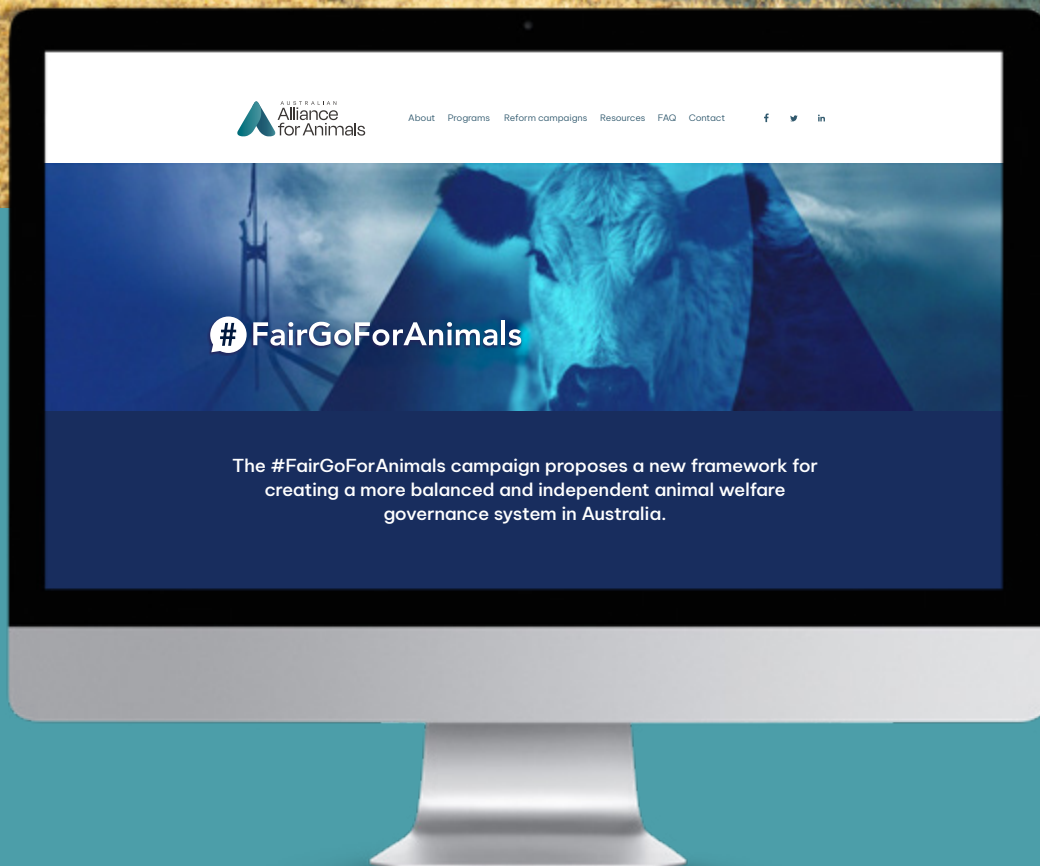 AUSTRALIAN
Alliance
for Animals
About Programs Reform campaigns Resources FAQ Contact
f in
# FairGoForAnimals
The #FairGoForAnimals campaign proposes a new framework for
creating a more balanced and independent animal welfare
governance system in Australia.